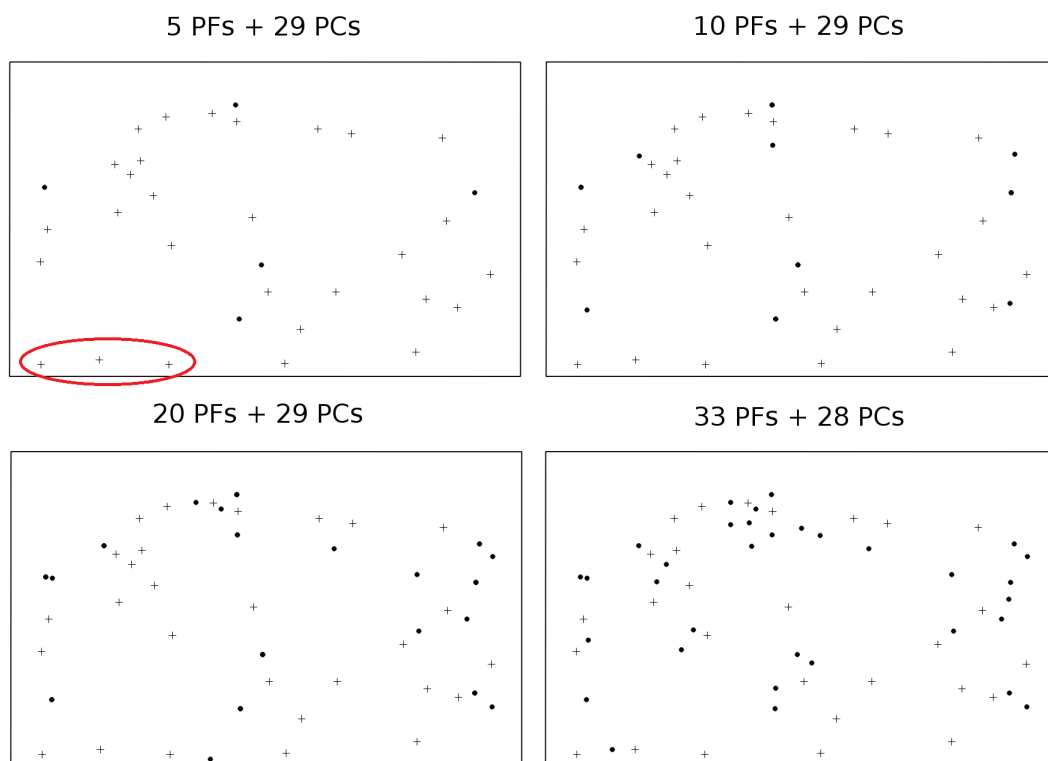 5 PFs + 29 PCs
10 PFs + 29 PCs
20 PFs + 29 PCs
33 PFs + 28 PCs